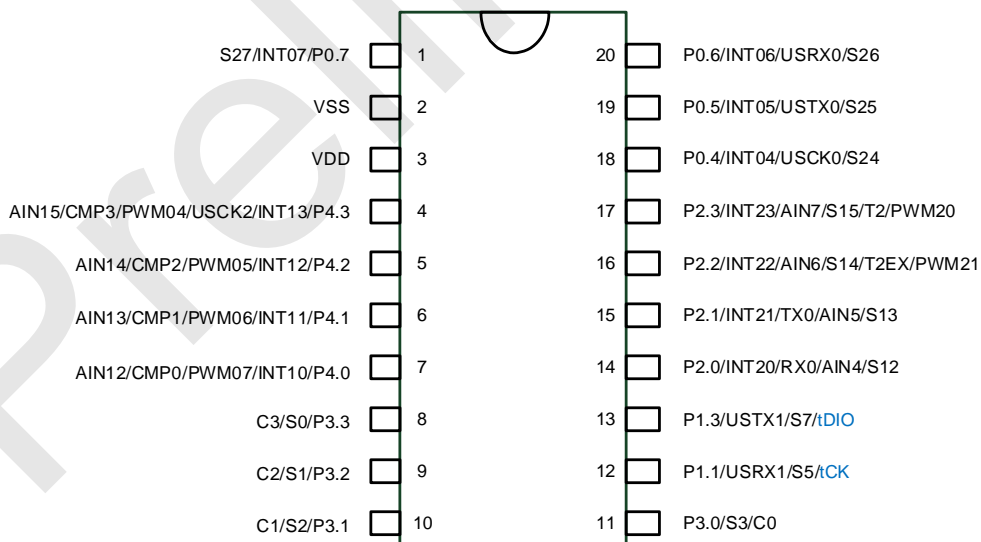 S27/INT07/P0.7 1 20 P0.6/INT06/USRX0/S26
VSS 2 19 P0.5/INT05/USTX0/S25
VDD 3 18 P0.4/INT04/USCK0/S24
AIN15/CMP3/PWM04/USCK2/INT13/P4.3 4 17 P2.3/INT23/AIN7/S15/T2/PWM20
AIN14/CMP2/PWM05/INT12/P4.2 5 16 P2.2/INT22/AIN6/S14/T2EX/PWM21
AIN13/CMP1/PWM06/INT11/P4.1 6 15 P2.1/INT21/TX0/AIN5/S13
AIN12/CMP0/PWM07/INT10/P4.0 7 14 P2.0/INT20/RX0/AIN4/S12
C3/S0/P3.3 8 13 P1.3/USTX1/S7/tDIO
C2/S1/P3.2 9 12 P1.1/USRX1/S5/tCK
C1/S2/P3.1 10 11 P3.0/S3/C0